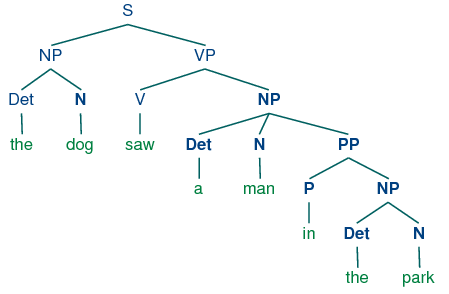 S
NP VP
Det N V NP
the dog saw Det N PP
a man P NP
in Det N
the park